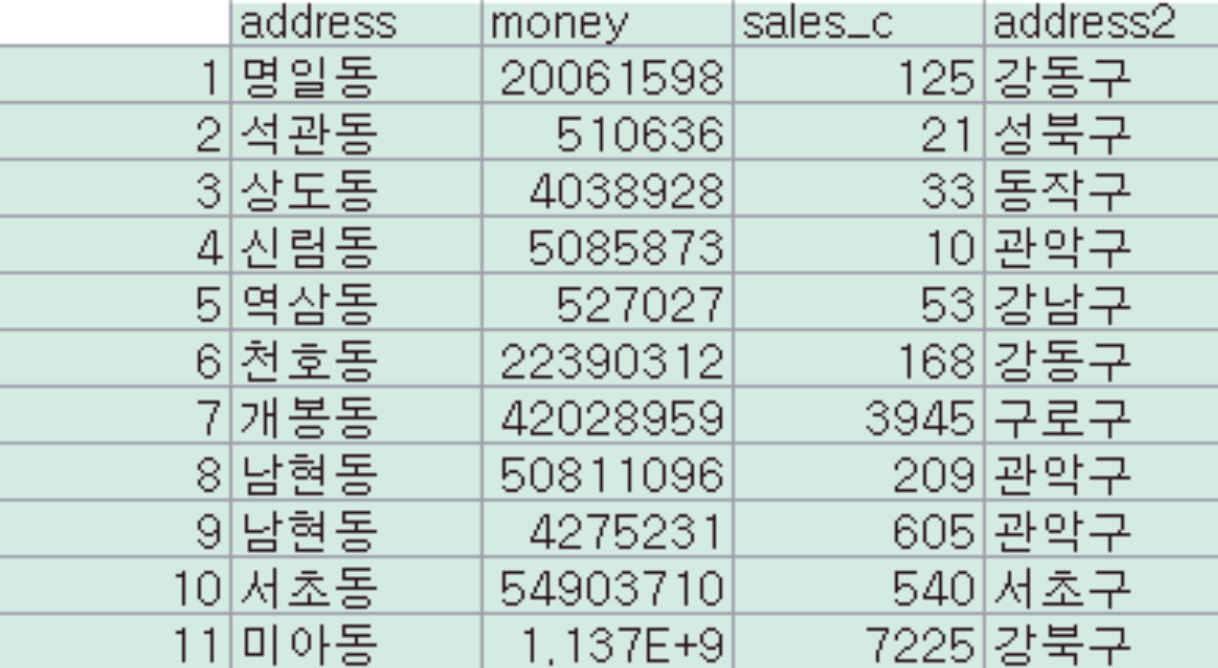 address money sales_c address2
1 명일동 20061598 125 강동구
2 석관동 510636 21 성북구
3 상도동 4038928 33 동작구
4 신림동 5085873 10 관악구
5 역삼동 527027 53 강남구
6 천호동 22390312 168 강동구
7 개봉동 42028959 3945 구로구
8 남현동 50811096 209 관악구
9 남현동 4275231 605 관악구
10 서초동 54903710 540 서초구
11 미아동 1.137E+9 7225 강북구